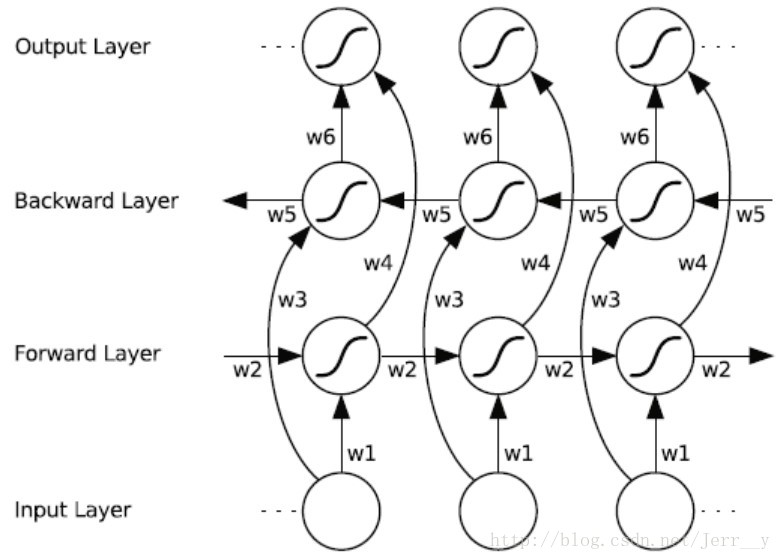 Output Layer
w6 w6 w6
Backward Layer
w5 w5 w5 w5
w4 w4 w4
w3 w3 w3
Forward Layer
w2 w2 w2 w2
w1 w1 w1
Input Layer
http://blog.csdn.net/Jerr__y